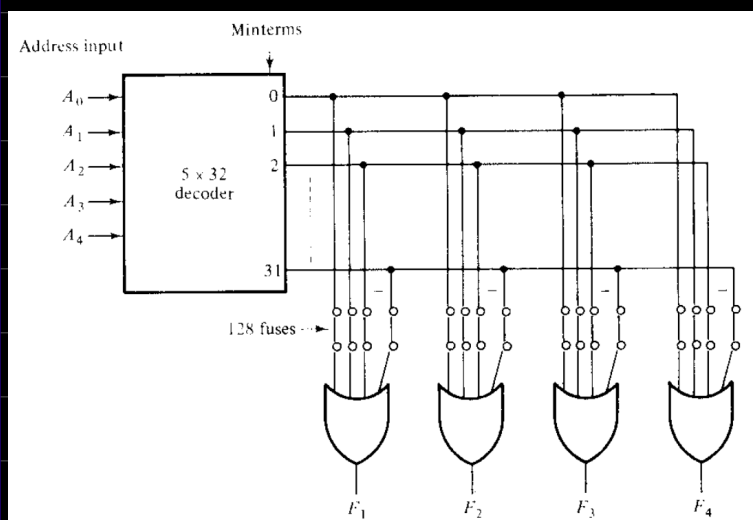 Minterms
Address input
A0
0
A1
1
A2
2
5 × 32
decoder
A3
A4
31
128 fuses
F1
F2
F3
F4